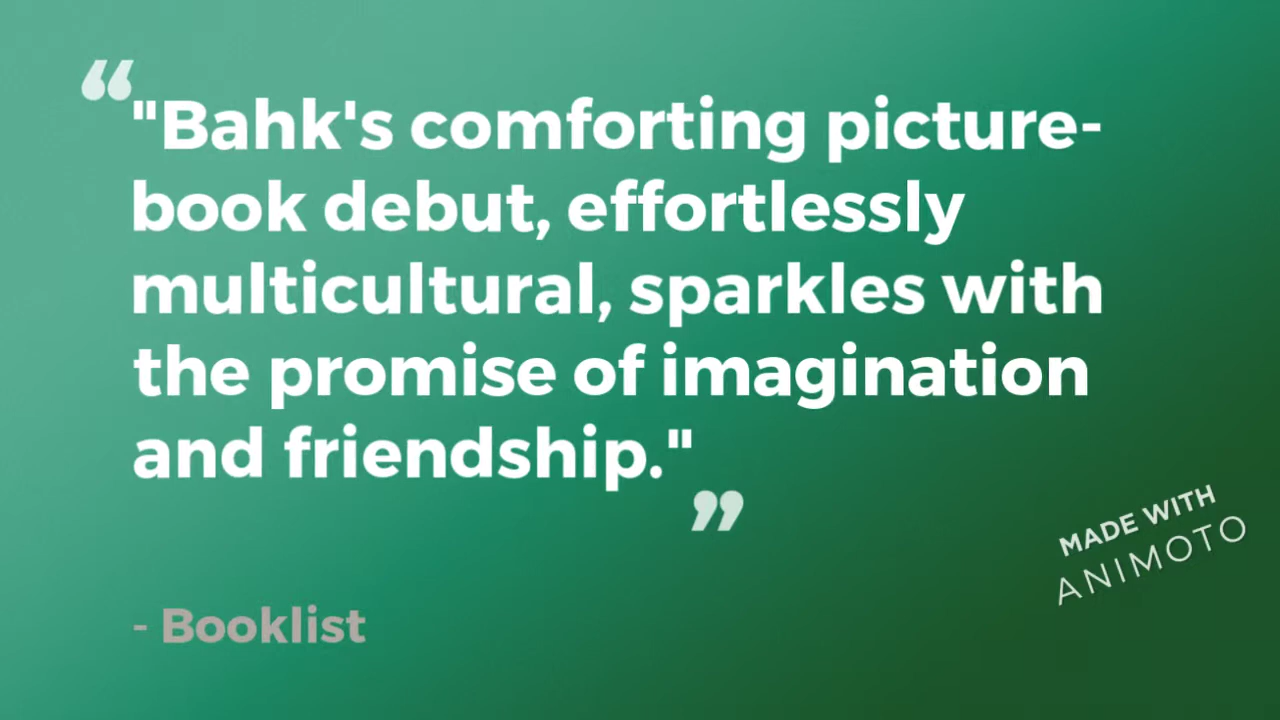 “
"Bahk's comforting picture-
book debut, effortlessly
multicultural, sparkles with
the promise of imagination
and friendship."
”
- Booklist
MADE WITH
ANIMOTO